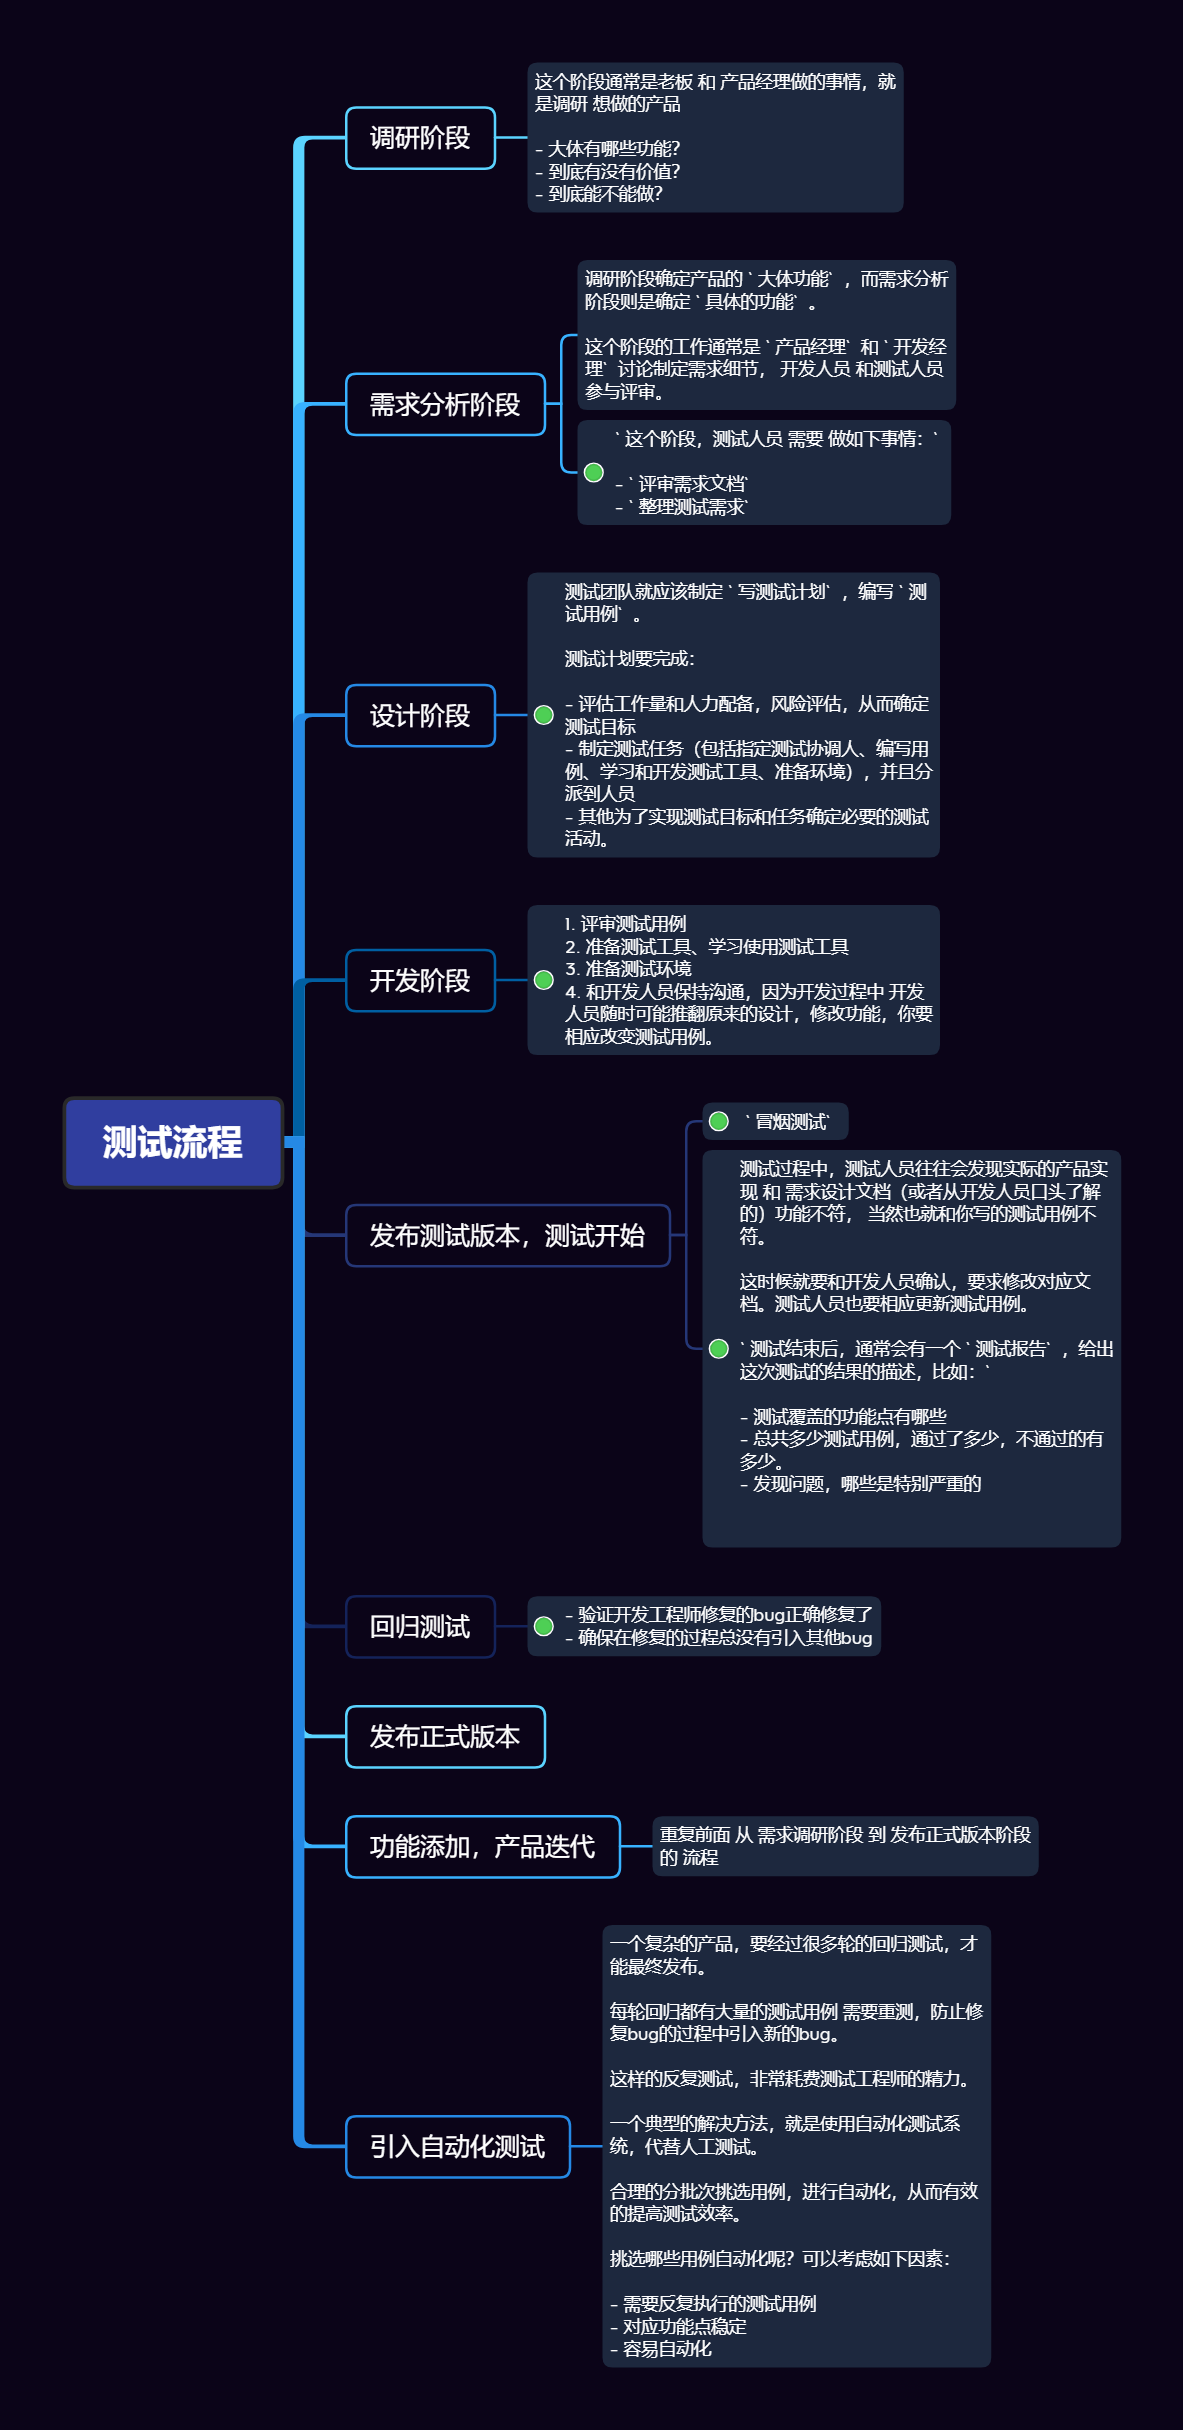 测试流程
调研阶段
这个阶段通常是老板 和 产品经理做的事情，就
是调研 想做的产品
- 大体有哪些功能？
- 到底有没有价值？
- 到底能不能做？
需求分析阶段
调研阶段确定产品的 ` 大体功能` ，而需求分析
阶段则是确定 ` 具体的功能` 。
这个阶段的工作通常是 ` 产品经理` 和 ` 开发经
理` 讨论制定需求细节， 开发人员 和测试人员
参与评审。
` 这个阶段，测试人员 需要 做如下事情：`
- ` 评审需求文档`
- ` 整理测试需求`
设计阶段
测试团队就应该制定 ` 写测试计划` ，编写 ` 测
试用例` 。
测试计划要完成：
- 评估工作量和人力配备，风险评估，从而确定
测试目标
- 制定测试任务（包括指定测试协调人、编写用
例、学习和开发测试工具、准备环境），并且分
派到人员
- 其他为了实现测试目标和任务确定必要的测试
活动。
开发阶段
1. 评审测试用例
2. 准备测试工具、学习使用测试工具
3. 准备测试环境
4. 和开发人员保持沟通，因为开发过程中 开发
人员随时可能推翻原来的设计，修改功能，你要
相应改变测试用例。
发布测试版本，测试开始
` 冒烟测试`
测试过程中，测试人员往往会发现实际的产品实
现 和 需求设计文档（或者从开发人员口头了解
的）功能不符， 当然也就和你写的测试用例不
符。
这时候就要和开发人员确认，要求修改对应文
档。测试人员也要相应更新测试用例。
` 测试结束后，通常会有一个 ` 测试报告` ，给出
这次测试的结果的描述，比如：`
- 测试覆盖的功能点有哪些
- 总共多少测试用例，通过了多少，不通过的有
多少。
- 发现问题，哪些是特别严重的
回归测试
- 验证开发工程师修复的bug正确修复了
- 确保在修复的过程总没有引入其他bug
发布正式版本
功能添加，产品迭代
重复前面 从 需求调研阶段 到 发布正式版本阶段
的 流程
引入自动化测试
一个复杂的产品，要经过很多轮的回归测试，才
能最终发布。
每轮回归都有大量的测试用例 需要重测，防止修
复bug的过程中引入新的bug。
这样的反复测试，非常耗费测试工程师的精力。
一个典型的解决方法，就是使用自动化测试系
统，代替人工测试。
合理的分批次挑选用例，进行自动化，从而有效
的提高测试效率。
挑选哪些用例自动化呢？可以考虑如下因素：
- 需要反复执行的测试用例
- 对应功能点稳定
- 容易自动化